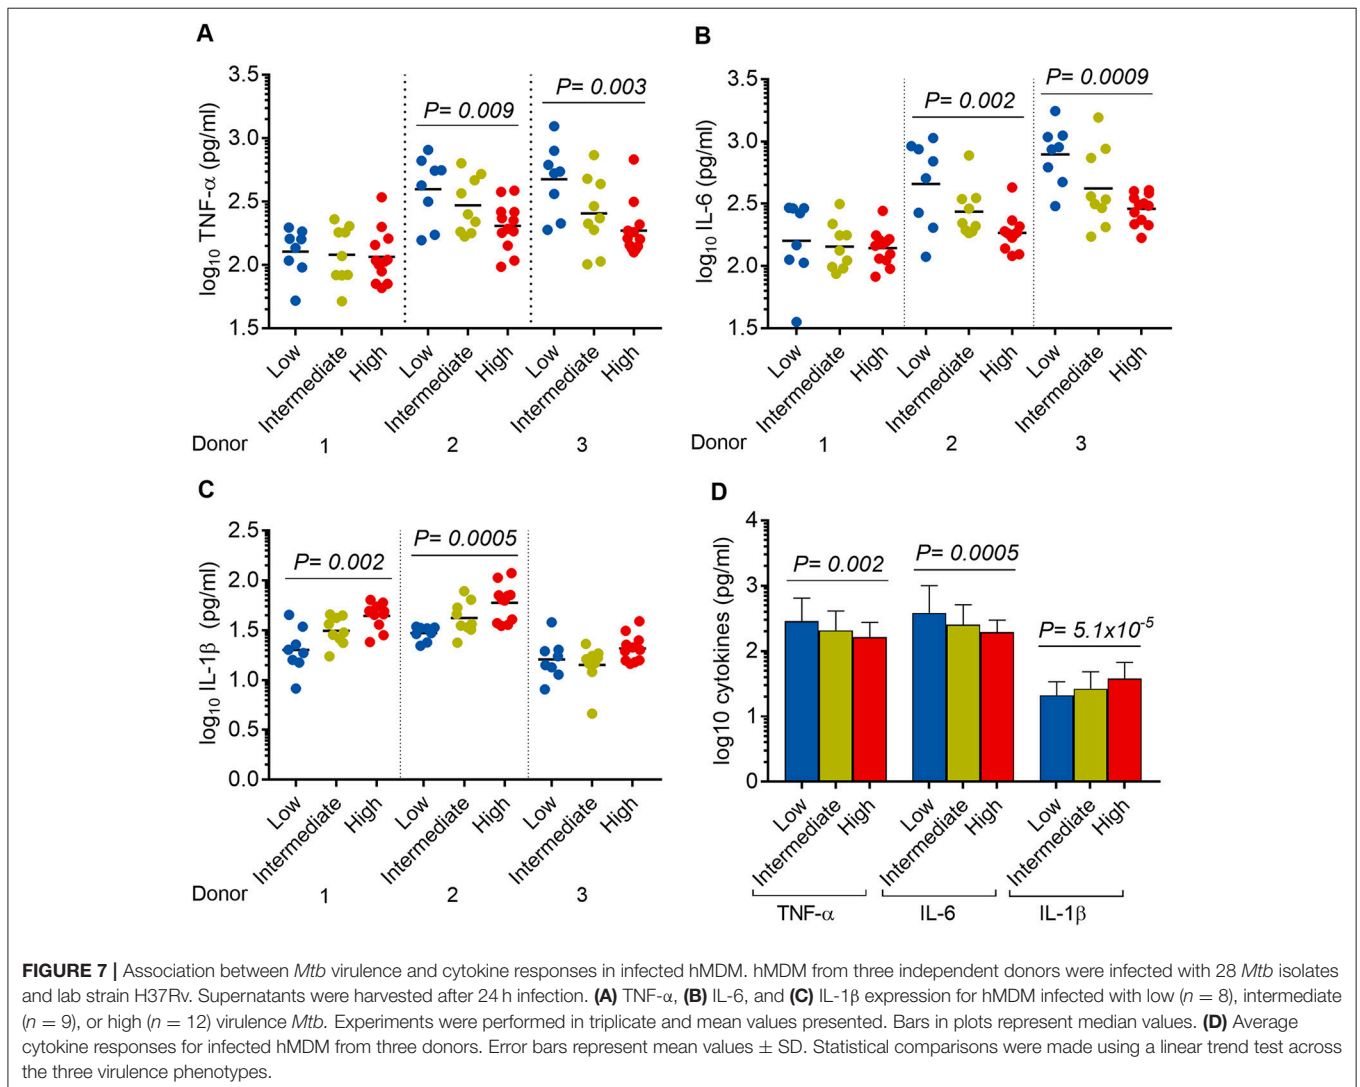 A
log10 TNF-α (pg/ml)
3.5
3.0
2.5
2.0
1.5
P= 0.009
P= 0.003
Low
Intermediate
High
Low
Intermediate
High
Low
Intermediate
High
Donor 1 2 3
B
log10 IL-6 (pg/ml)
3.5
3.0
2.5
2.0
1.5
P= 0.002
P= 0.0009
Low
Intermediate
High
Low
Intermediate
High
Low
Intermediate
High
Donor 1 2 3
C
log10 IL-1β (pg/ml)
2.5
2.0
1.5
1.0
0.5
0.0
P= 0.002
P= 0.0005
Low
Intermediate
High
Low
Intermediate
High
Low
Intermediate
High
Donor 1 2 3
D
log10 cytokines (pg/ml)
4
3
2
1
0
P= 0.002
P= 0.0005
P= 5.1x10-5
Low
Intermediate
High
Low
Intermediate
High
Low
Intermediate
High
TNF-α IL-6 IL-1β
FIGURE 7 | Association between Mtb virulence and cytokine responses in infected hMDM. hMDM from three independent donors were infected with 28 Mtb isolates
and lab strain H37Rv. Supernatants were harvested after 24 h infection. (A) TNF-α, (B) IL-6, and (C) IL-1β expression for hMDM infected with low (n = 8), intermediate
(n = 9), or high (n = 12) virulence Mtb. Experiments were performed in triplicate and mean values presented. Bars in plots represent median values. (D) Average
cytokine responses for infected hMDM from three donors. Error bars represent mean values ± SD. Statistical comparisons were made using a linear trend test across
the three virulence phenotypes.